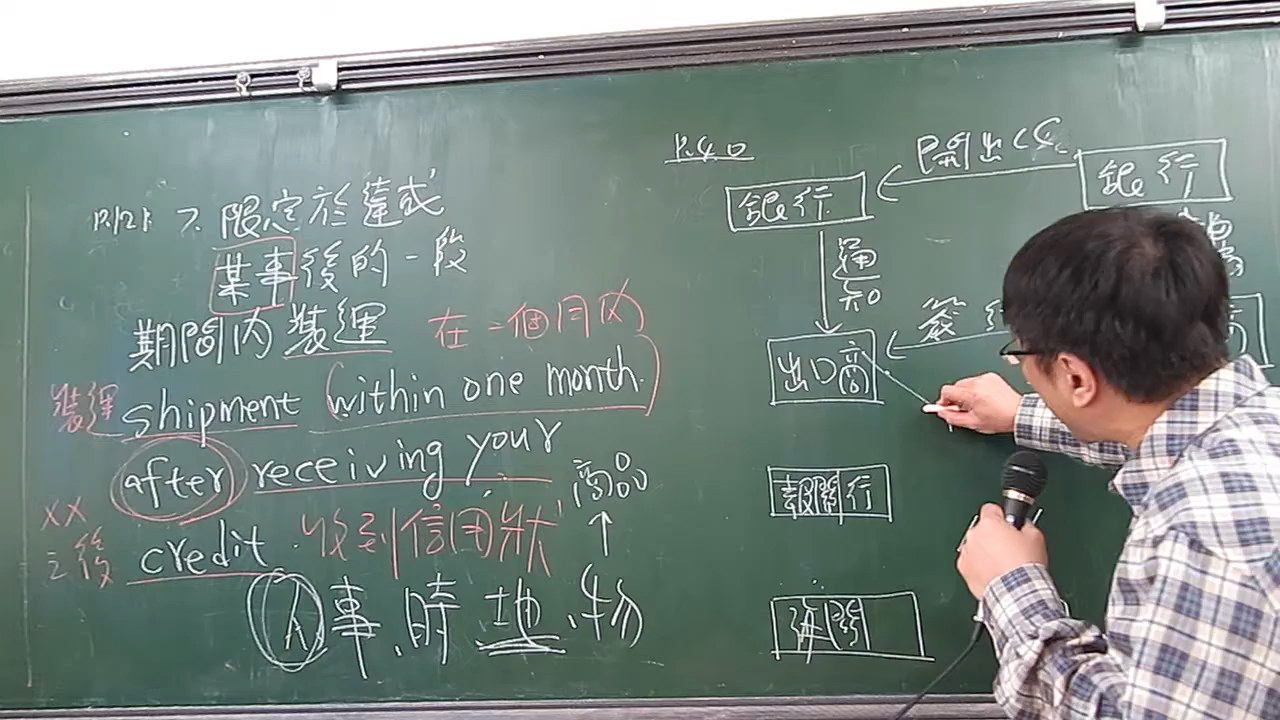 P.121 7. 限定於達成
某事後的一段
期間內裝運 在一個月內
裝運 shipment (within one month)
after receiving your
商品
XX
之後 credit 收到信用狀
人事、時、地、物
P.40
銀行 開出 L/C 銀行
通知
出口商 簽
報關行
海關